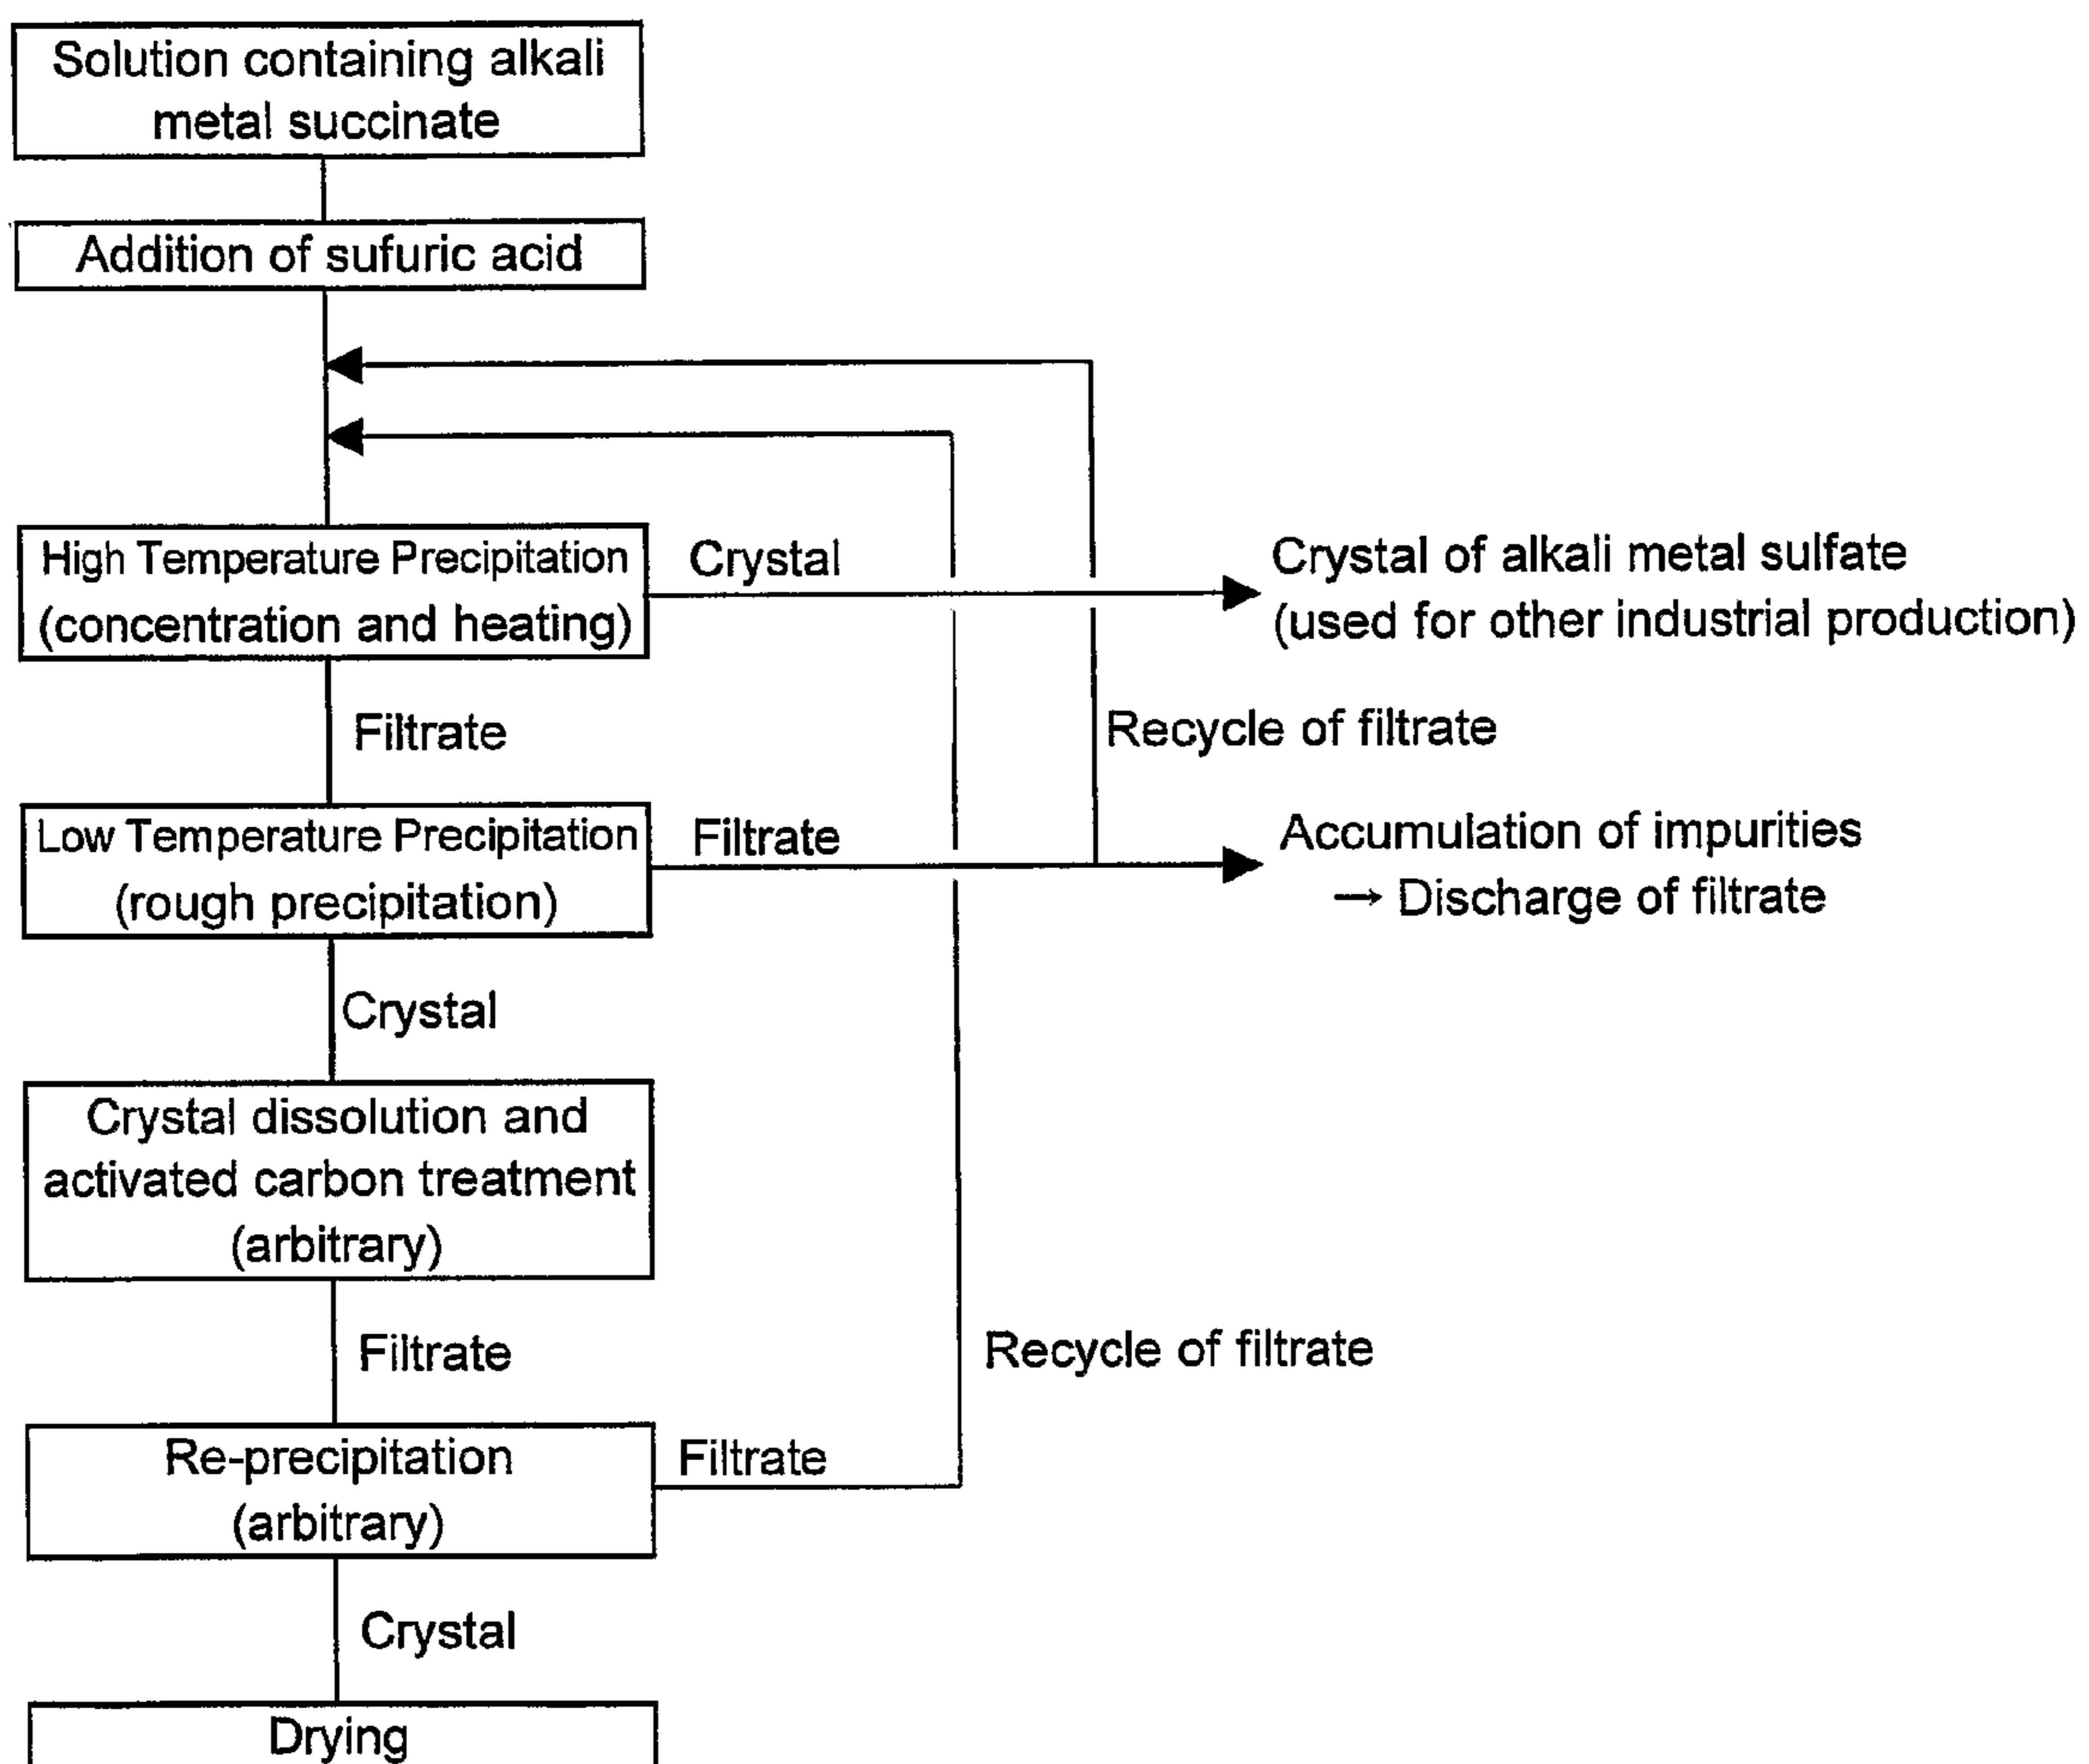 Solution containing alkali
metal succinate
Addition of sufuric acid
High Temperature Precipitation
(concentration and heating)
Crystal
Crystal of alkali metal sulfate
(used for other industrial production)
Filtrate
Recycle of filtrate
Low Temperature Precipitation
(rough precipitation)
Filtrate
Accumulation of impurities
→ Discharge of filtrate
Crystal
Crystal dissolution and
activated carbon treatment
(arbitrary)
Filtrate
Recycle of filtrate
Re-precipitation
(arbitrary)
Filtrate
Crystal
Drying